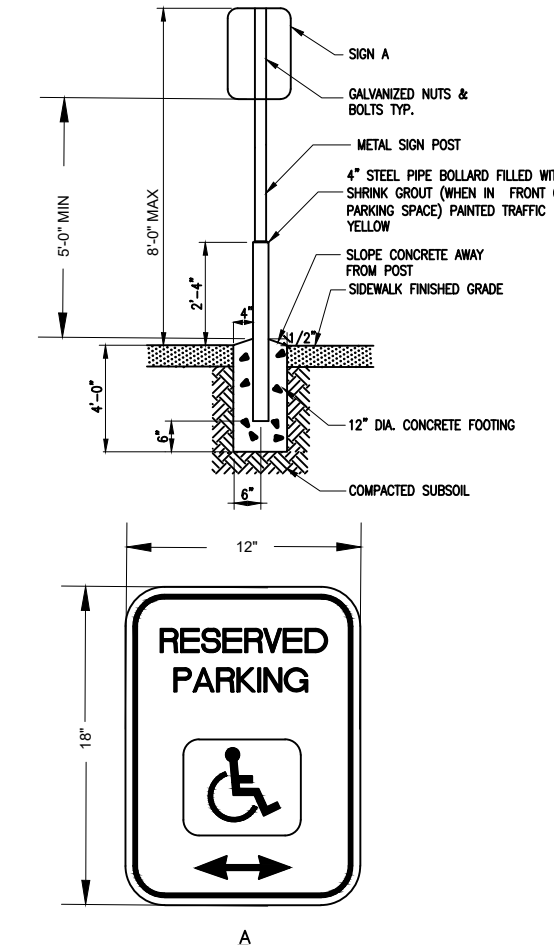 SIGN A
GALVANIZED NUTS &
BOLTS TYP.
METAL SIGN POST
4" STEEL PIPE BOLLARD FILLED
SHRINK GROUT (WHEN IN FRONT
PARKING SPACE) PAINTED TRAFFIC
YELLOW
SLOPE CONCRETE AWAY
FROM POST
SIDEWALK FINISHED GRADE
5'-0" MIN
8'-0" MAX
2'-4"
4"
1/2"
4'-0"
6"
12" DIA. CONCRETE FOOTING
6"
COMPACTED SUBSOIL
12"
18"
RESERVED
PARKING
A